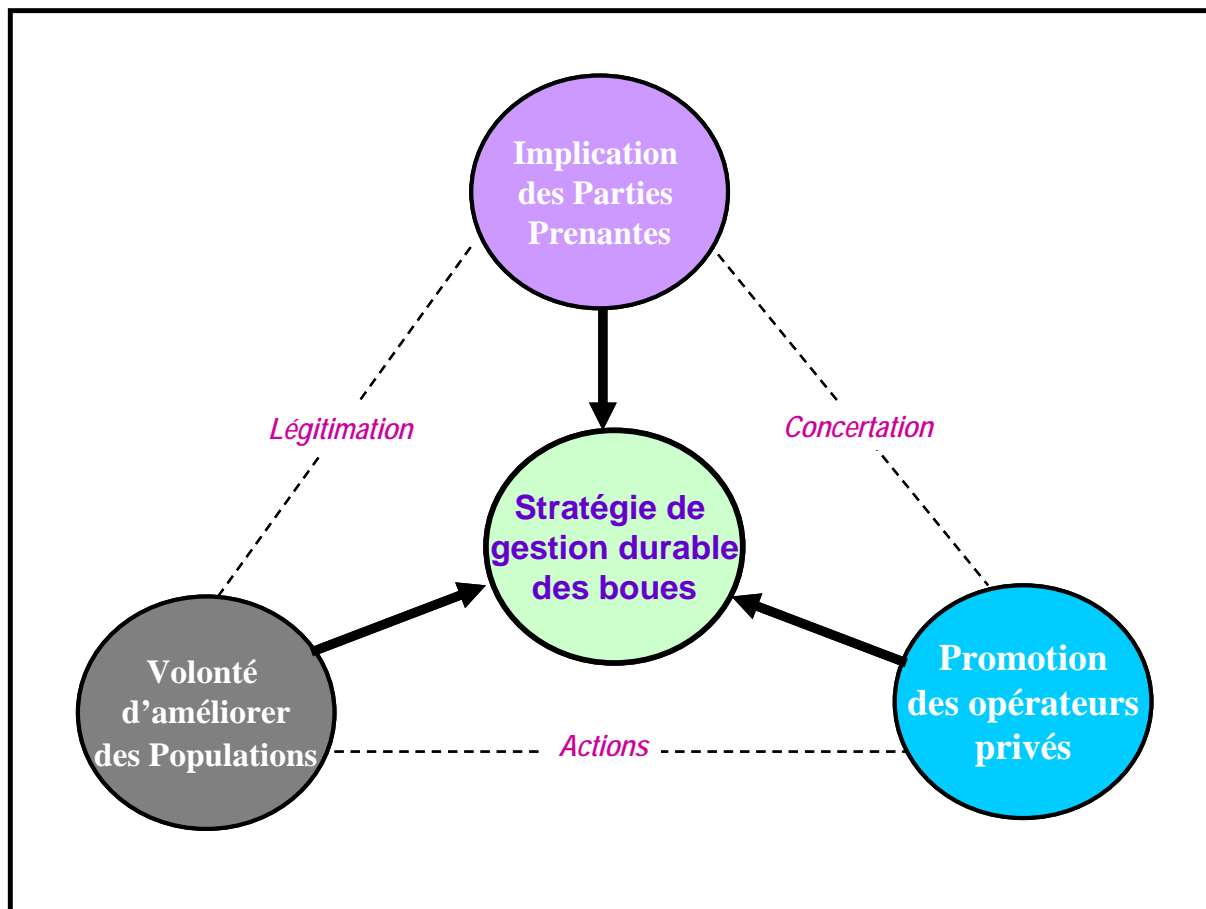 Implication
des Parties
Prenantes
Légitimation
Concertation
Stratégie de
gestion durable
des boues
Volonté
d’améliorer
des Populations
Promotion
des opérateurs
privés
Actions